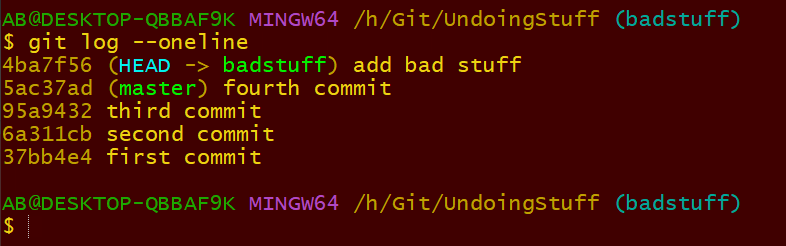 AB@DESKTOP-QBBAF9K MINGW64 /h/Git/UndoingStuff (badstuff)
$ git log --oneline
4ba7f56 (HEAD -> badstuff) add bad stuff
5ac37ad (master) fourth commit
95a9432 third commit
6a311cb second commit
37bb4e4 first commit

AB@DESKTOP-QBBAF9K MINGW64 /h/Git/UndoingStuff (badstuff)
$